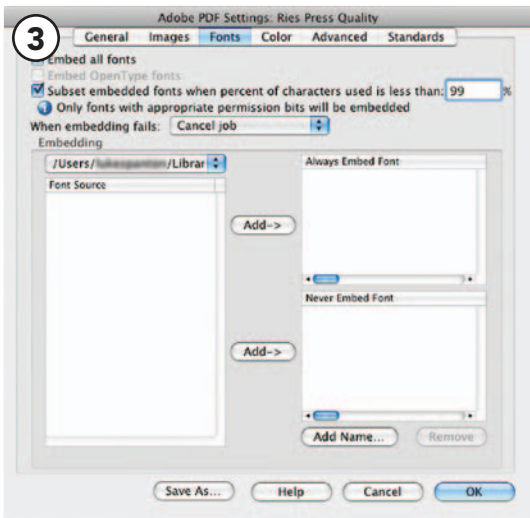 Adobe PDF Settings: Ries Press Quality
3
General Images Fonts Color Advanced Standards
Embed all fonts
Embed OpenType fonts
Subset embedded fonts when percent of characters used is less than: 99 %
Only fonts with appropriate permission bits will be embedded
When embedding fails: Cancel job
Embedding
/Users/ /Librar
Font Source
Always Embed Font
Add->
Never Embed Font
Add->
Add Name... Remove
Save As... Help Cancel OK